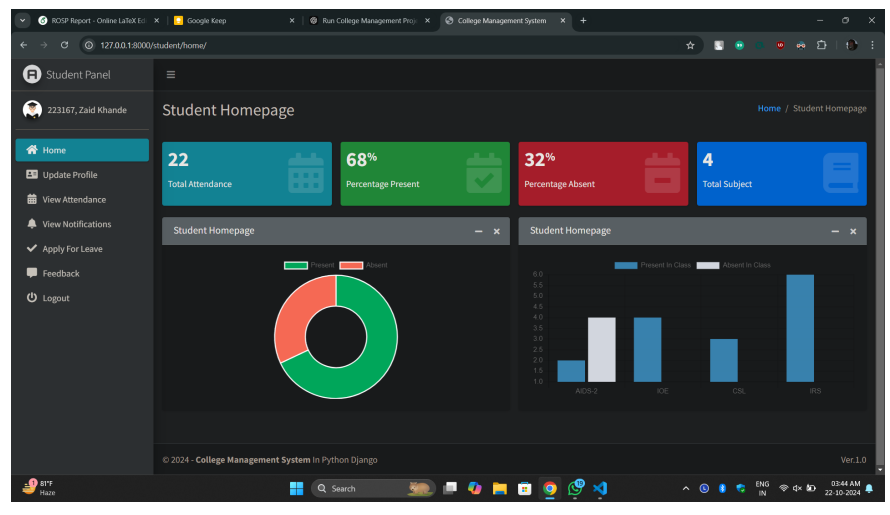 ROSP Report - Online LaTeX Edi
Google Keep
Run College Management Proj
College Management System
127.0.0.1:8000/student/home/
Student Panel
223167, Zaid Khande
Student Homepage
Home / Student Homepage
Home
Update Profile
View Attendance
View Notifications
Apply For Leave
Feedback
Logout
22
Total Attendance
68%
Percentage Present
32%
Percentage Absent
4
Total Subject
Student Homepage
Present Absent
Student Homepage
Present In Class Absent In Class
6.0
5.5
5.0
4.5
4.0
3.5
3.0
2.5
2.0
1.5
1.0
AIDS-2 IOE CSL IRS
© 2024 - College Management System In Python Django
Ver.1.0
81°F
Haze
Search
19
ENG
IN
03:44 AM
22-10-2024